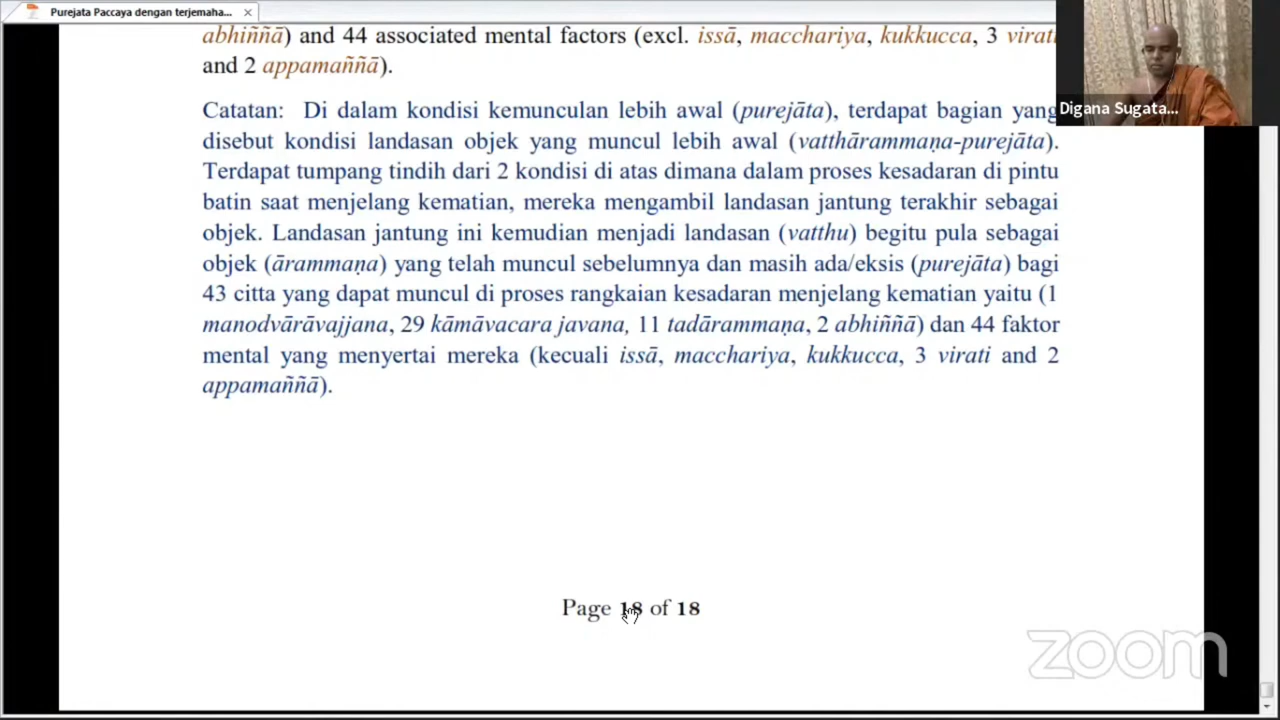 Purejata Paccaya dengan terjemaha...
abhiññā) and 44 associated mental factors (excl. issā, macchariya, kukkucca, 3 virati
and 2 appamaññā).
Catatan: Di dalam kondisi kemunculan lebih awal (purejāta), terdapat bagian yang
disebut kondisi landasan objek yang muncul lebih awal (vatthārammaṇa-purejāta).
Terdapat tumpang tindih dari 2 kondisi di atas dimana dalam proses kesadaran di pintu
batin saat menjelang kematian, mereka mengambil landasan jantung terakhir sebagai
objek. Landasan jantung ini kemudian menjadi landasan (vatthu) begitu pula sebagai
objek (ārammaṇa) yang telah muncul sebelumnya dan masih ada/eksis (purejāta) bagi
43 citta yang dapat muncul di proses rangkaian kesadaran menjelang kematian yaitu (1
manodvārāvajjana, 29 kāmāvacara javana, 11 tadārammaṇa, 2 abhiññā) dan 44 faktor
mental yang menyertai mereka (kecuali issā, macchariya, kukkucca, 3 virati and 2
appamaññā).
Page 18 of 18
Digana Sugata...
zoom